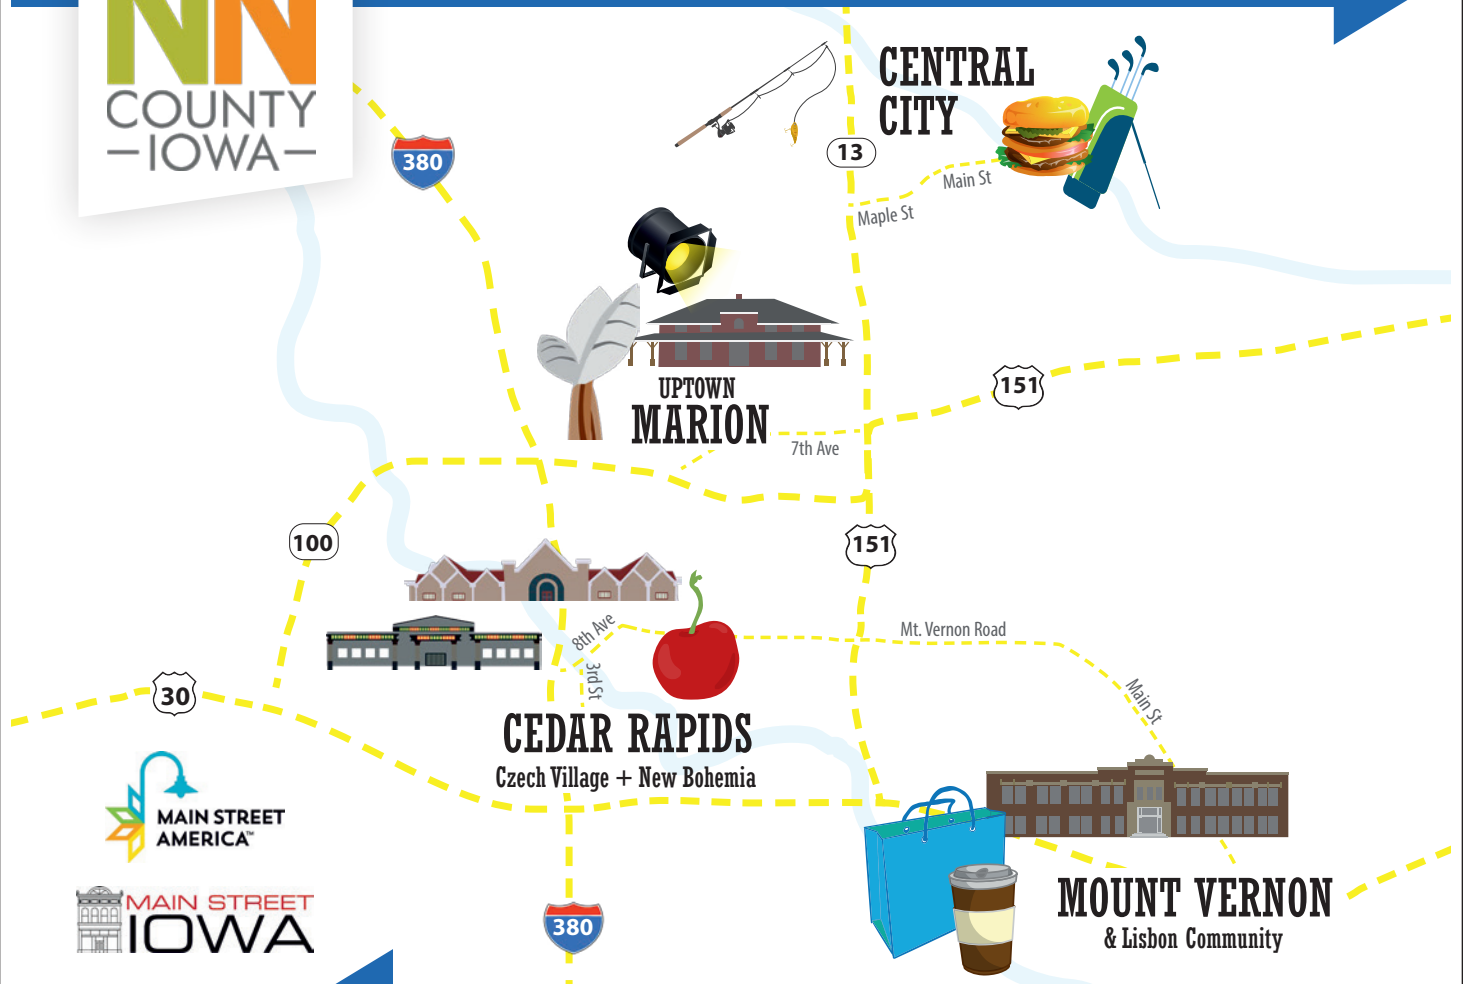 NN
COUNTY
IOWA
380
CENTRAL
CITY
13
Main St
Maple St
151
UPTOWN
MARION
7th Ave
100
151
8th Ave
3rd St
Mt. Vernon Road
Main St
30
CEDAR RAPIDS
Czech Village + New Bohemia
MAIN STREET
AMERICA™
MAIN STREET
IOWA
380
MOUNT VERNON
& Lisbon Community